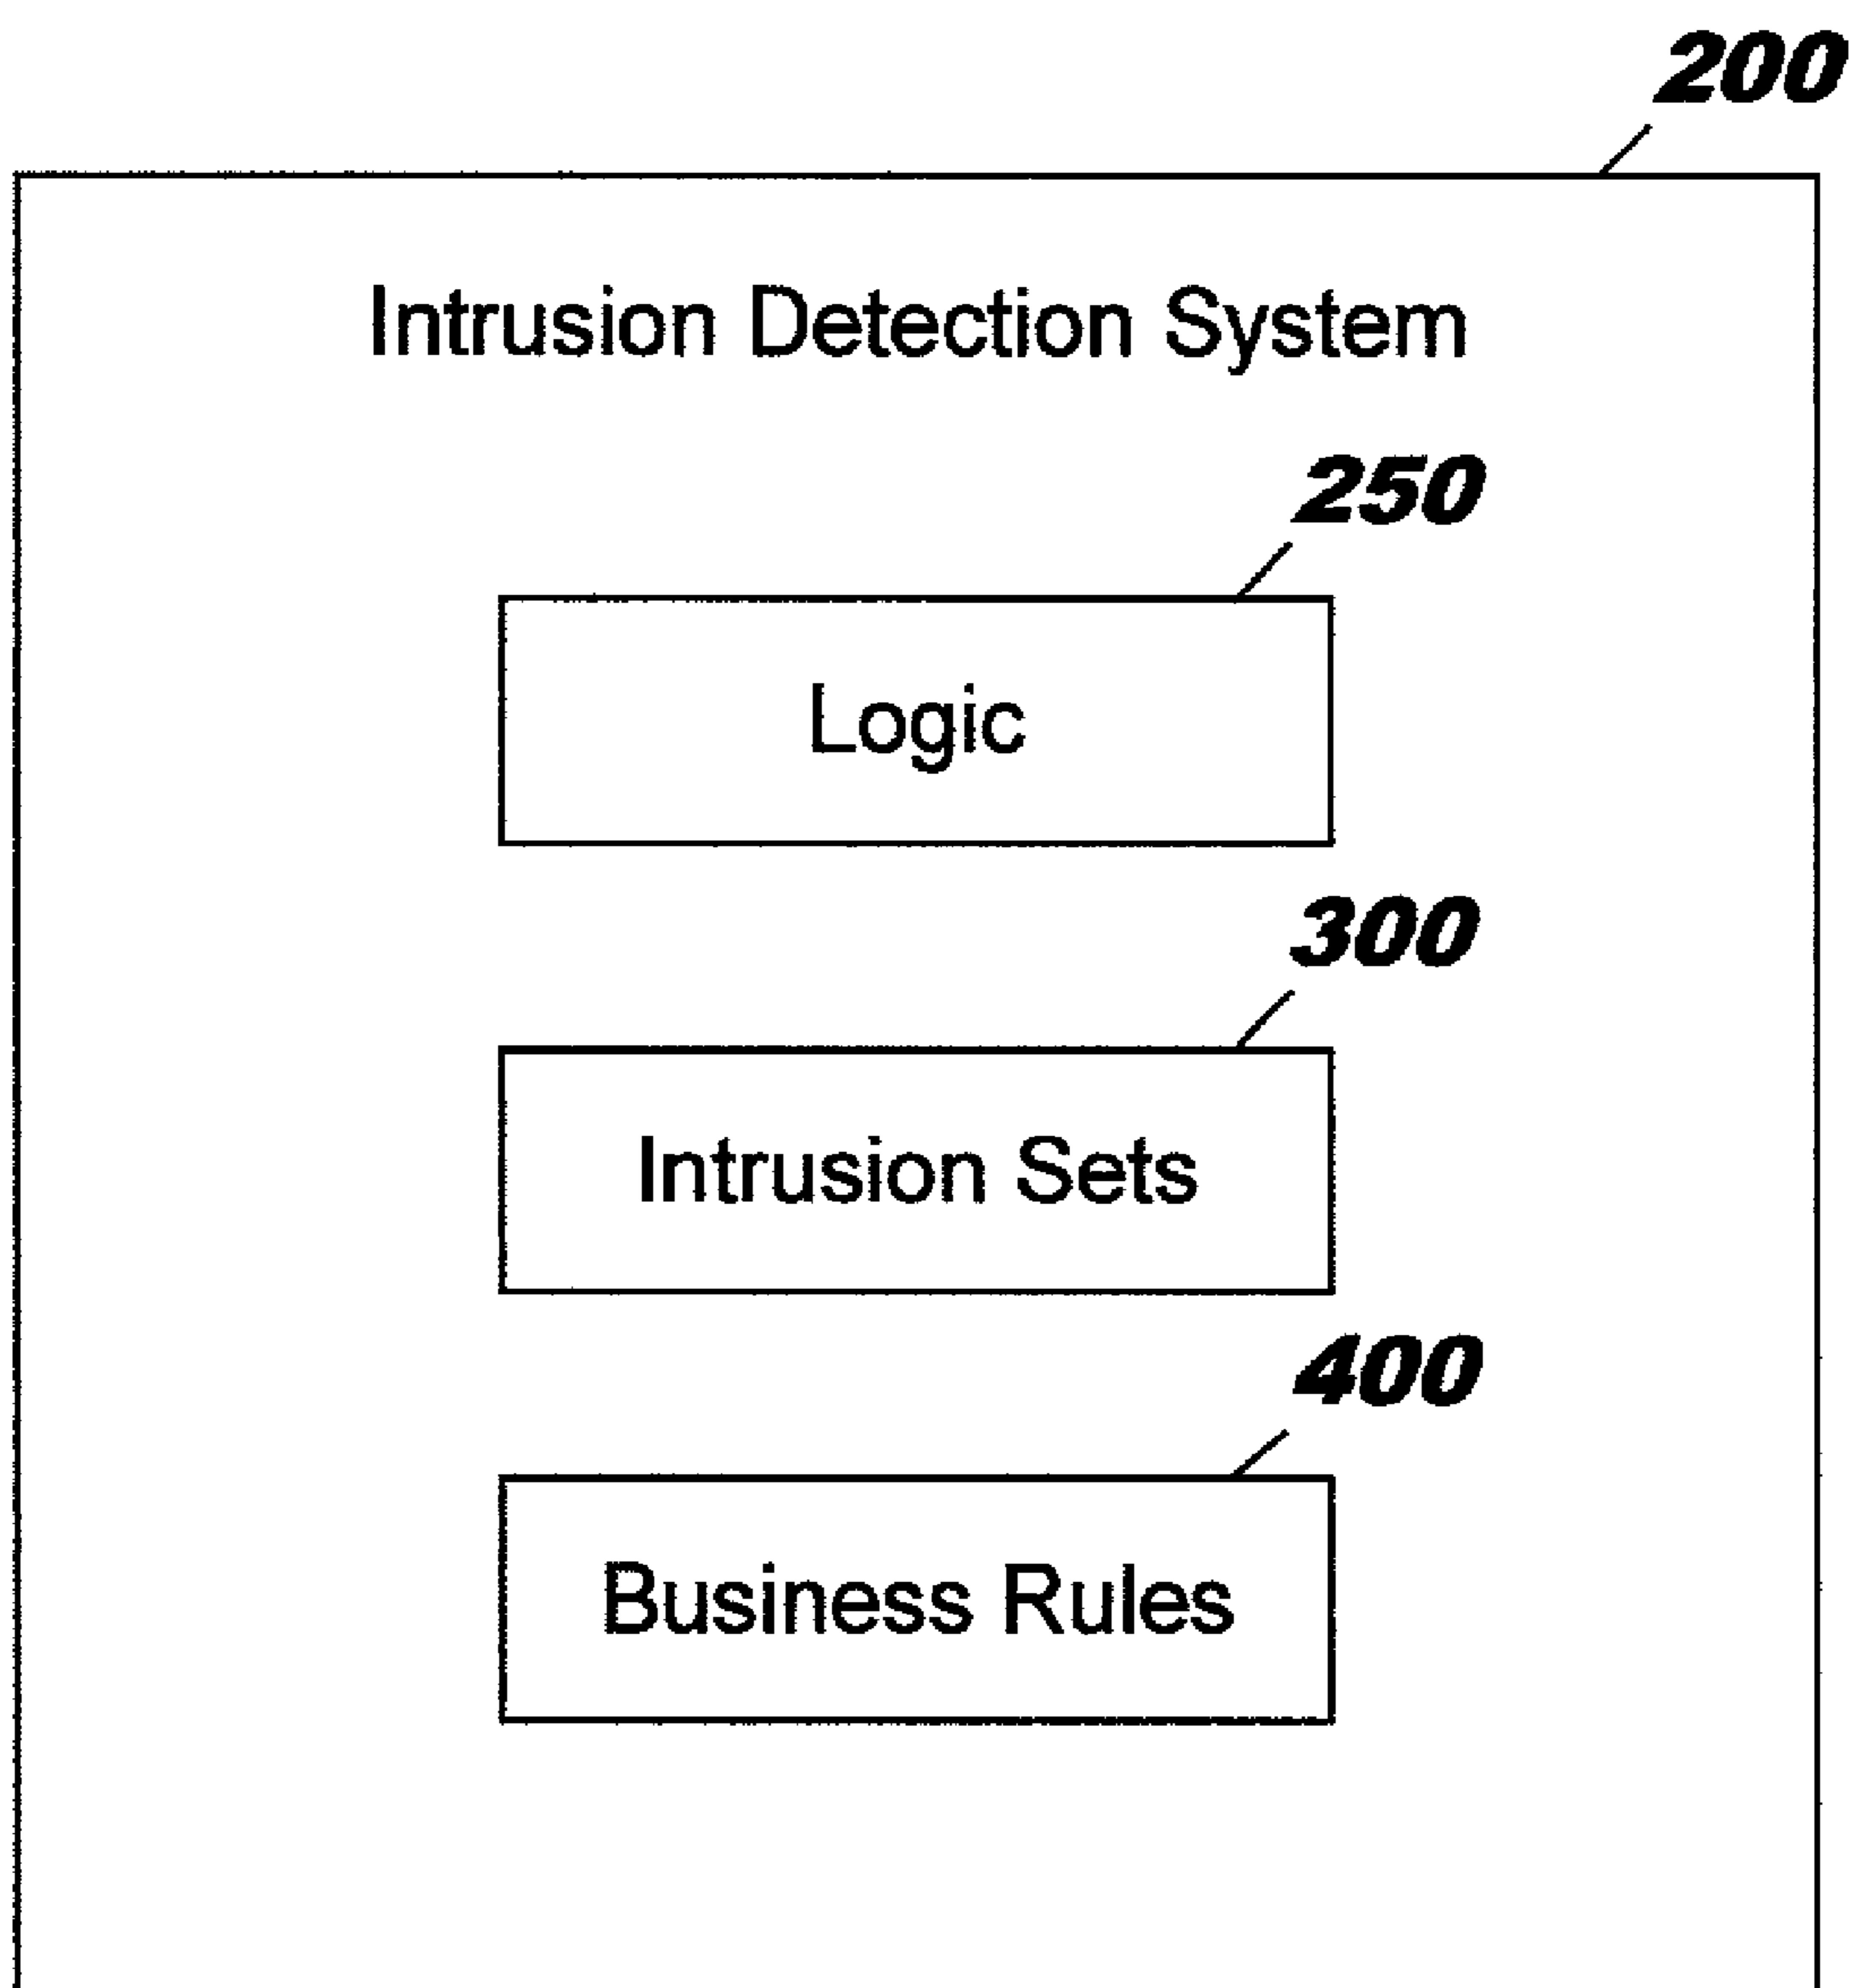 200
Intrusion Detection System
250
Logic
300
Intrusion Sets
400
Business Rules